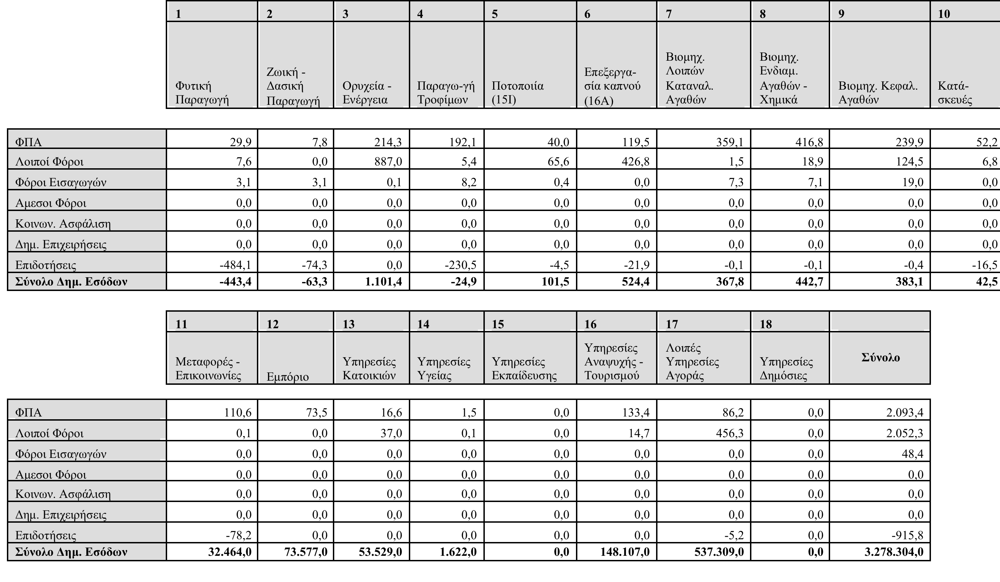 1 2 3 4 5 6 7 8 9 10
Φυτική Παραγωγή Ζωική - Δασική Παραγωγή Ορυχεία - Ενέργεια Παραγω-γή Τροφίμων Ποτοποιία (15Ι) Επεξεργα- σία καπνού (16Α) Βιομηχ. Λοιπών Καταναλ. Αγαθών Βιομηχ. Ενδιαμ. Αγαθών - Χημικά Βιομηχ. Κεφαλ. Αγαθών Κατά- σκευές
ΦΠΑ 29,9 7,8 214,3 192,1 40,0 119,5 359,1 416,8 239,9 52,2
Λοιποί Φόροι 7,6 0,0 887,0 5,4 65,6 426,8 1,5 18,9 124,5 6,8
Φόροι Εισαγωγών 3,1 3,1 0,1 8,2 0,4 0,0 7,3 7,1 19,0 0,0
Αμεσοι Φόροι 0,0 0,0 0,0 0,0 0,0 0,0 0,0 0,0 0,0 0,0
Κοινων. Ασφάλιση 0,0 0,0 0,0 0,0 0,0 0,0 0,0 0,0 0,0 0,0
Δημ. Επιχειρήσεις 0,0 0,0 0,0 0,0 0,0 0,0 0,0 0,0 0,0 0,0
Επιδοτήσεις -484,1 -74,3 0,0 -230,5 -4,5 -21,9 -0,1 -0,1 -0,4 -16,5
Σύνολο Δημ. Εσόδων -443,4 -63,3 1.101,4 -24,9 101,5 524,4 367,8 442,7 383,1 42,5
11 12 13 14 15 16 17 18
Μεταφορές - Επικοινωνίες Εμπόριο Υπηρεσίες Κατοικιών Υπηρεσίες Υγείας Υπηρεσίες Εκπαίδευσης Υπηρεσίες Αναψυχής - Τουρισμού Λοιπές Υπηρεσίες Αγοράς Υπηρεσίες Δημόσιες Σύνολο
ΦΠΑ 110,6 73,5 16,6 1,5 0,0 133,4 86,2 0,0 2.093,4
Λοιποί Φόροι 0,1 0,0 37,0 0,1 0,0 14,7 456,3 0,0 2.052,3
Φόροι Εισαγωγών 0,0 0,0 0,0 0,0 0,0 0,0 0,0 0,0 48,4
Αμεσοι Φόροι 0,0 0,0 0,0 0,0 0,0 0,0 0,0 0,0 0,0
Κοινων. Ασφάλιση 0,0 0,0 0,0 0,0 0,0 0,0 0,0 0,0 0,0
Δημ. Επιχειρήσεις 0,0 0,0 0,0 0,0 0,0 0,0 0,0 0,0 0,0
Επιδοτήσεις -78,2 0,0 0,0 0,0 0,0 0,0 -5,2 0,0 -915,8
Σύνολο Δημ. Εσόδων 32.464,0 73.577,0 53.529,0 1.622,0 0,0 148.107,0 537.309,0 0,0 3.278.304,0